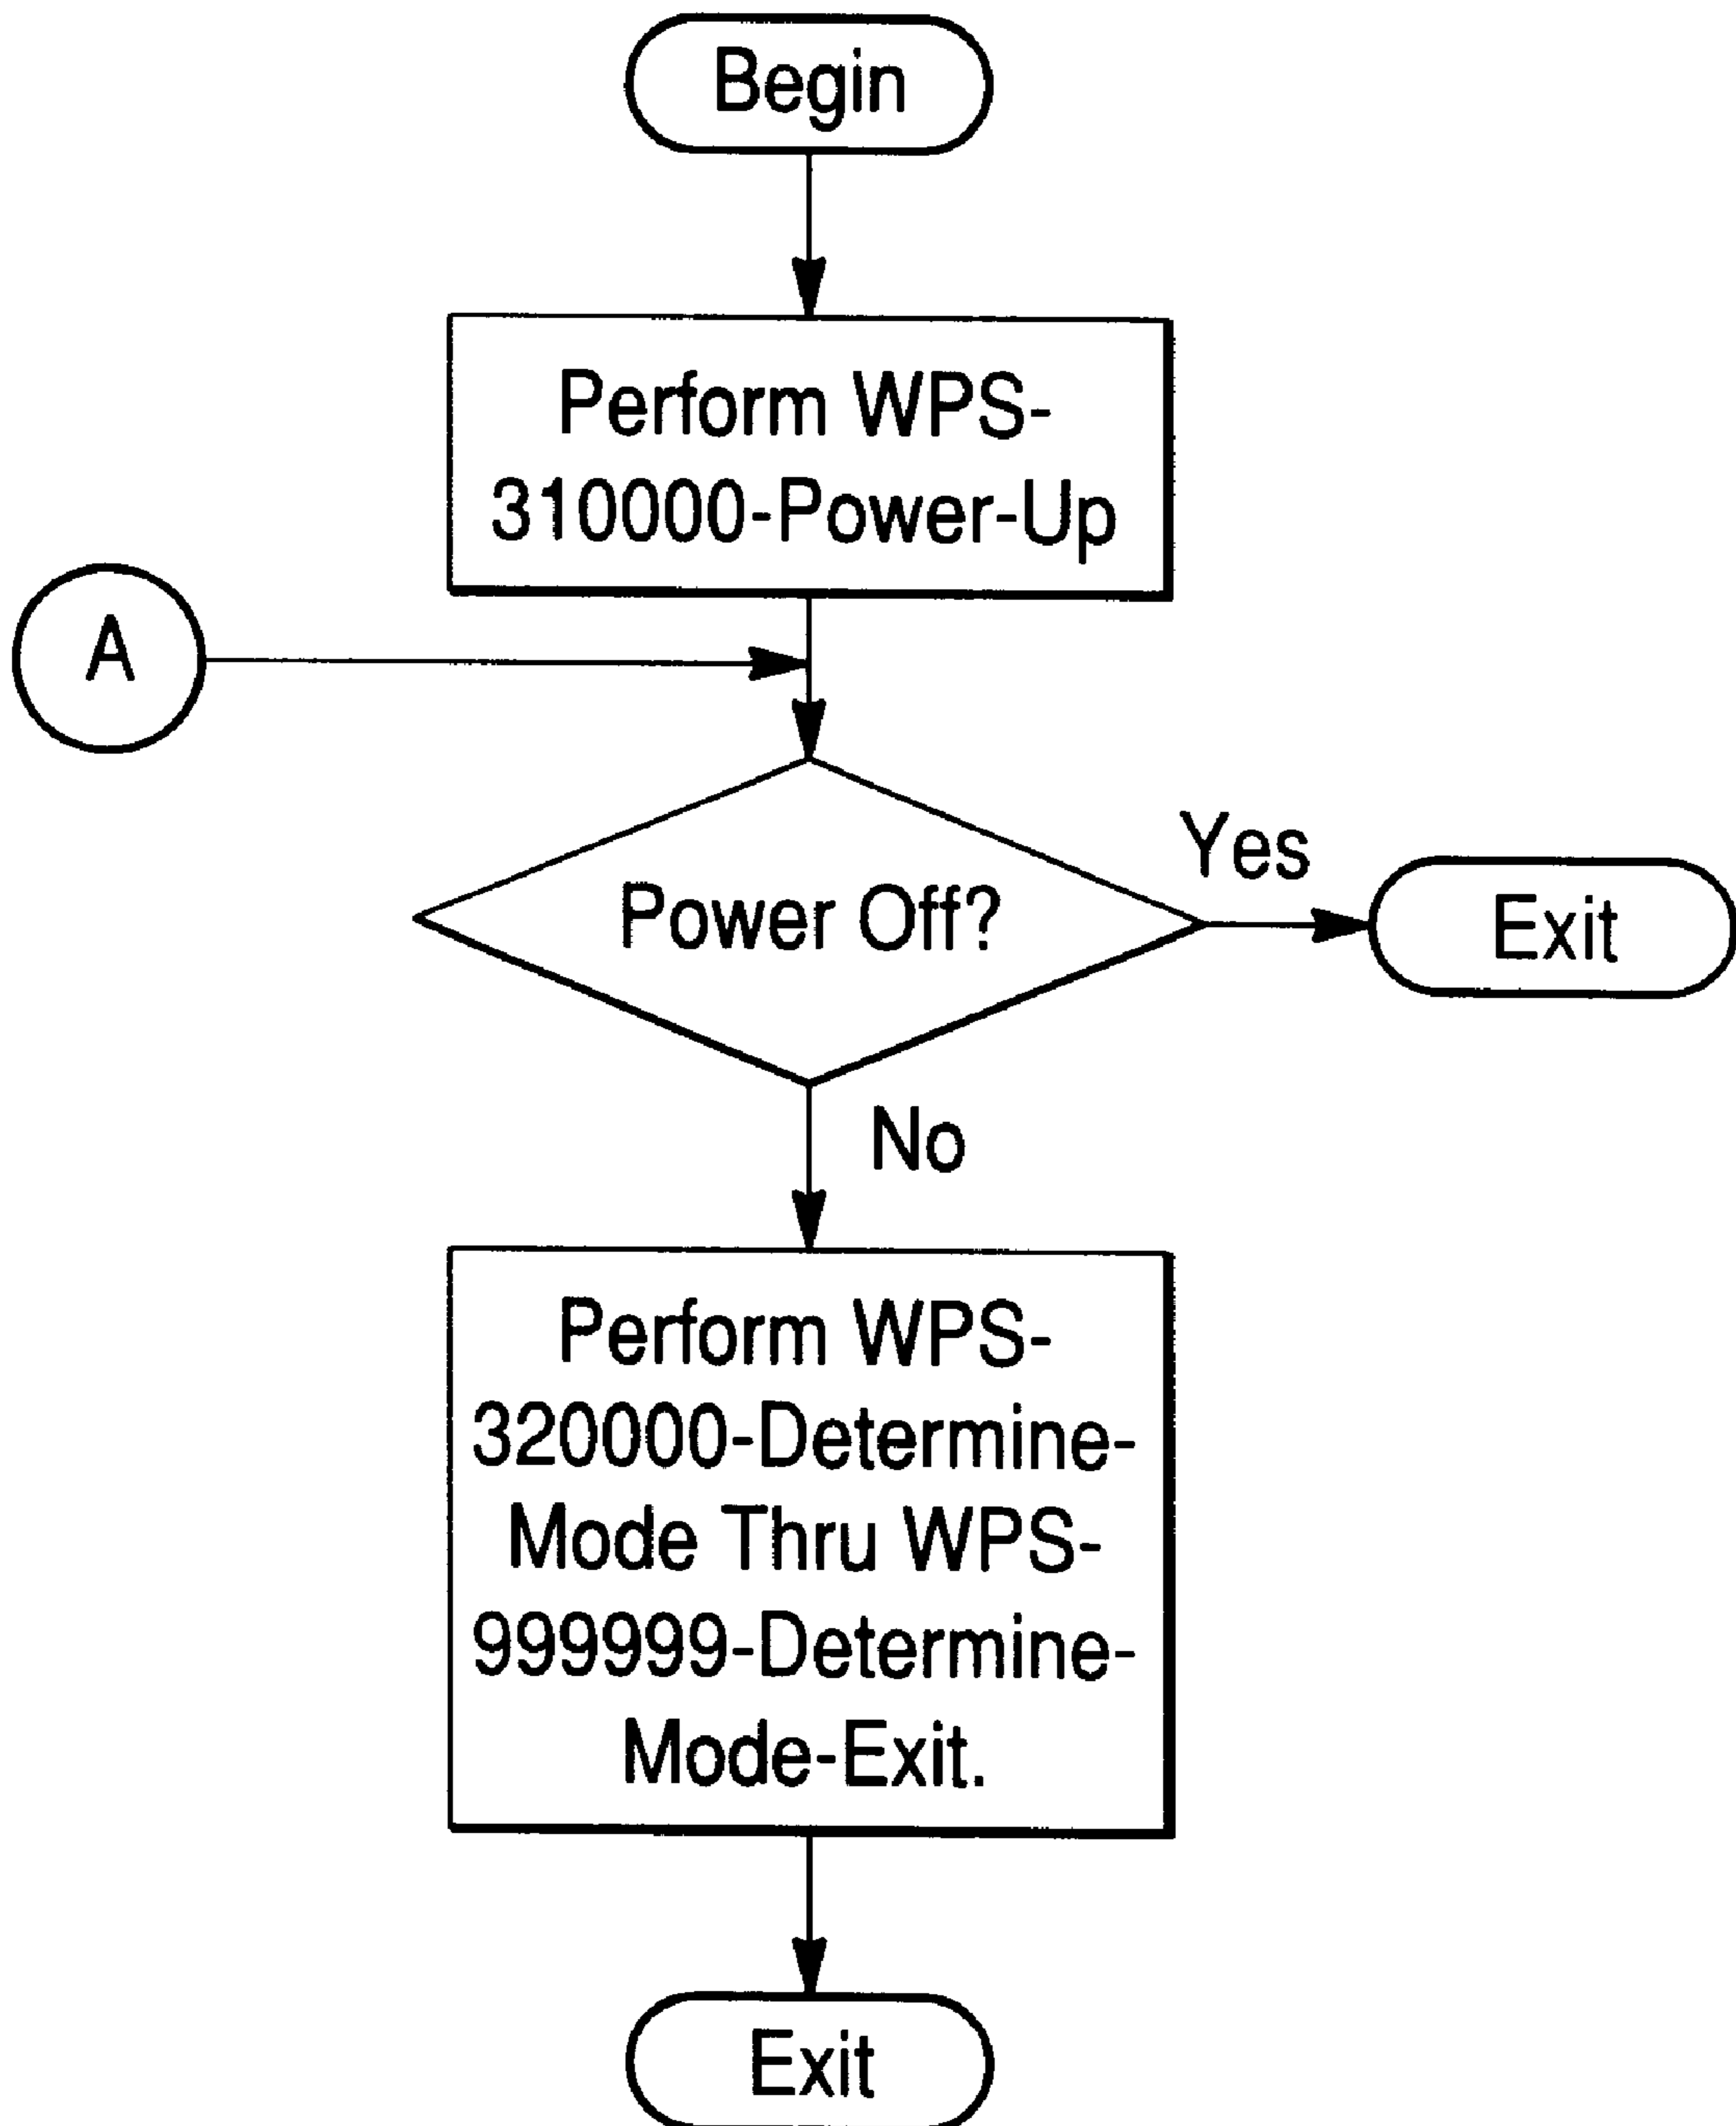 Begin
Perform WPS-
310000-Power-Up
A
Power Off?
Yes
Exit
No
Perform WPS-
320000-Determine-
Mode Thru WPS-
999999-Determine-
Mode-Exit.
Exit